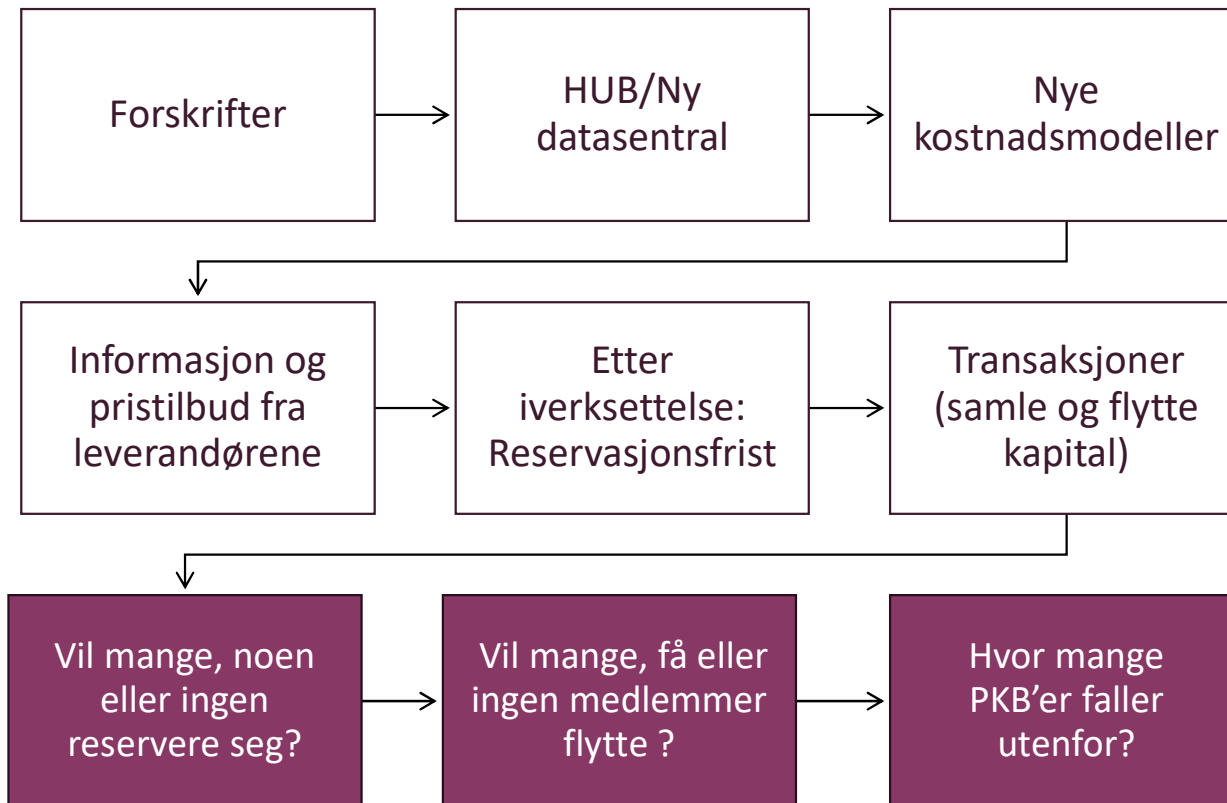 Forskrifter
HUB/Ny
datasentral
Nye
kostnadsmodeller
Informasjon og
pristilbud fra
leverandørene
Etter
iverksettelse:
Reservasjonsfrist
Transaksjoner
(samle og flytte
kapital)
Vil mange, noen
eller ingen
reservere seg?
Vil mange, få eller
ingen medlemmer
flytte ?
Hvor mange
PKB’er faller
utenfor?